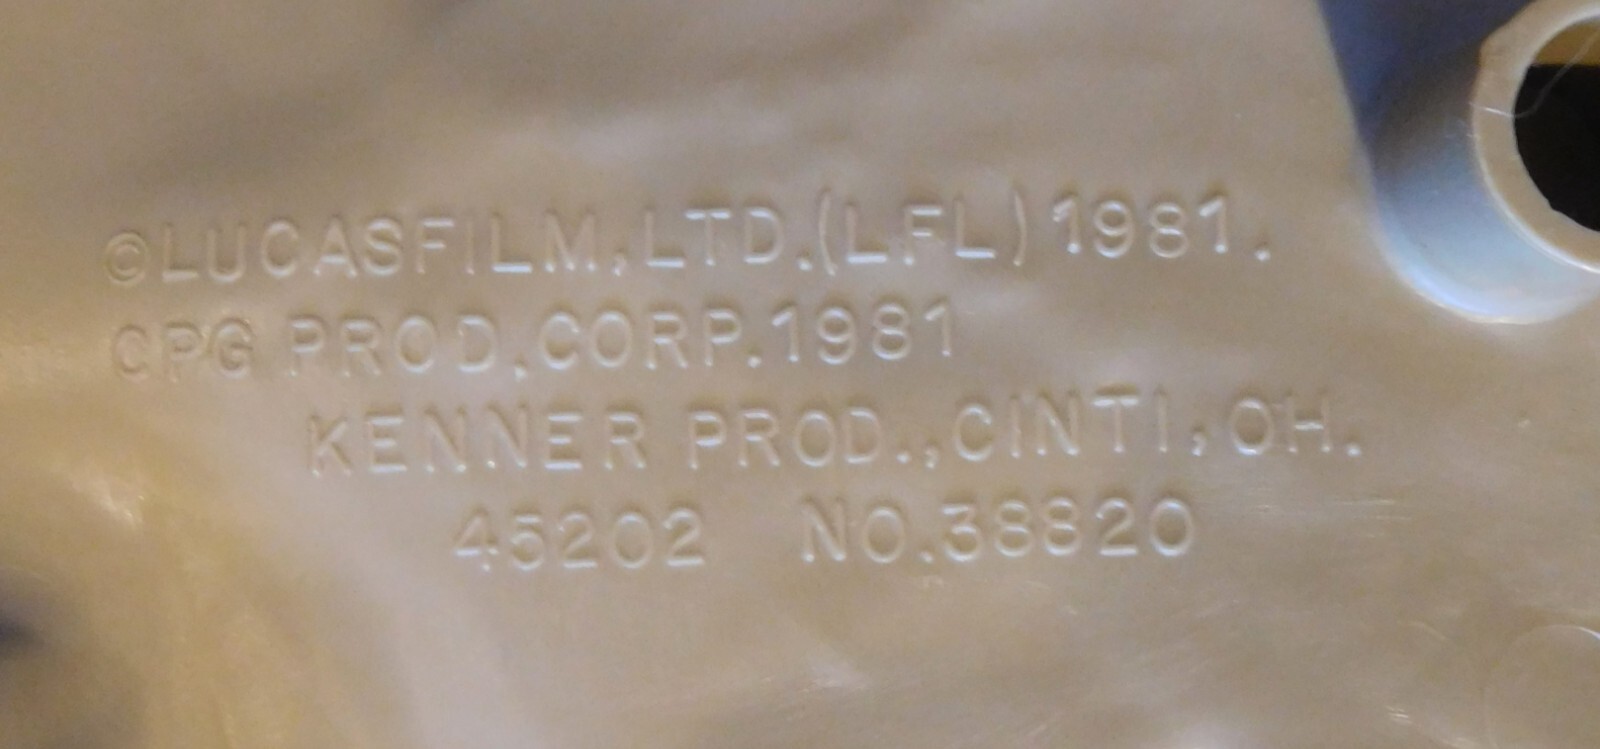 ©LUCASFILM,LTD.(LFL)1981.
CPG PROD.CORP.1981
KENNER PROD.,CINTI,OH.
45202 NO.38820